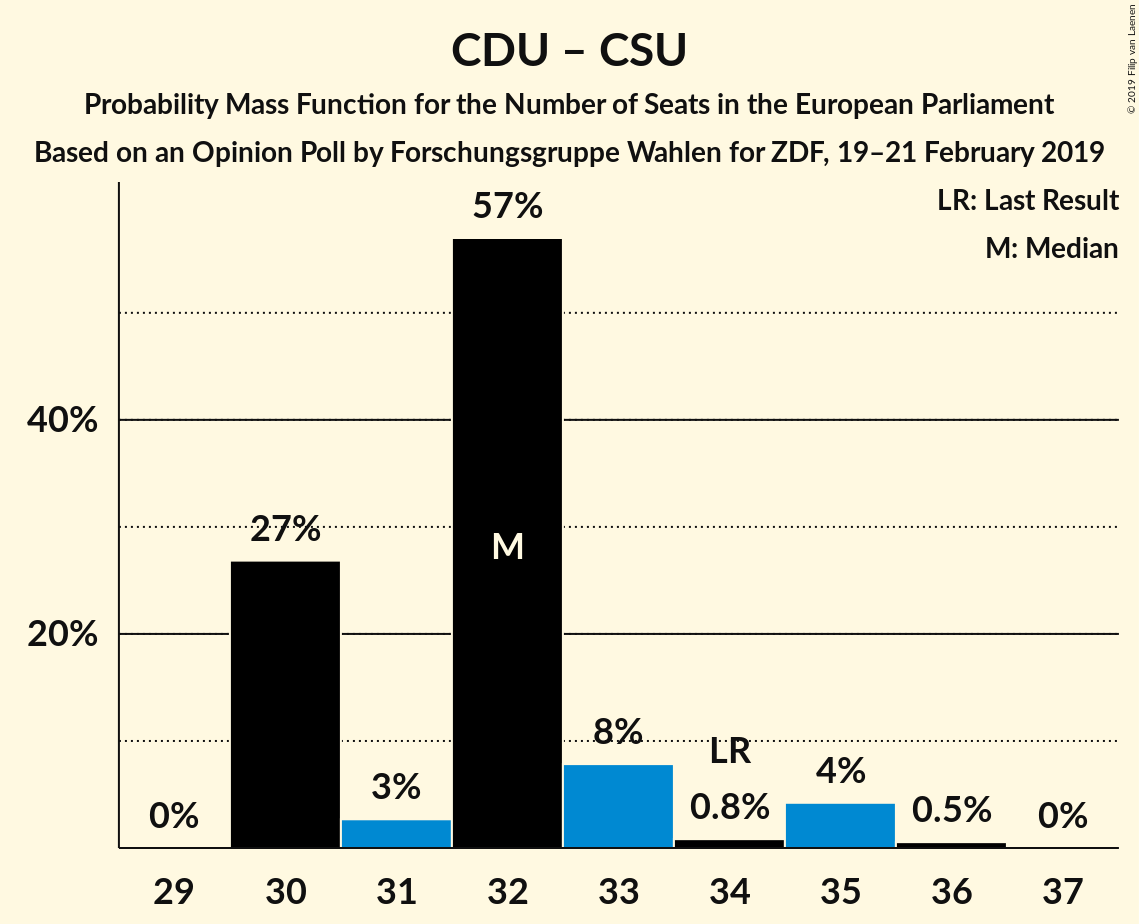 CDU – CSU
Probability Mass Function for the Number of Seats in the European Parliament
Based on an Opinion Poll by Forschungsgruppe Wahlen for ZDF, 19–21 February 2019
© 2019 Filip van Laenen
LR: Last Result
M: Median
57%
40%
27%
M
20%
8%
LR
4%
3%
0.8%
0.5%
0%
0%
29 30 31 32 33 34 35 36 37